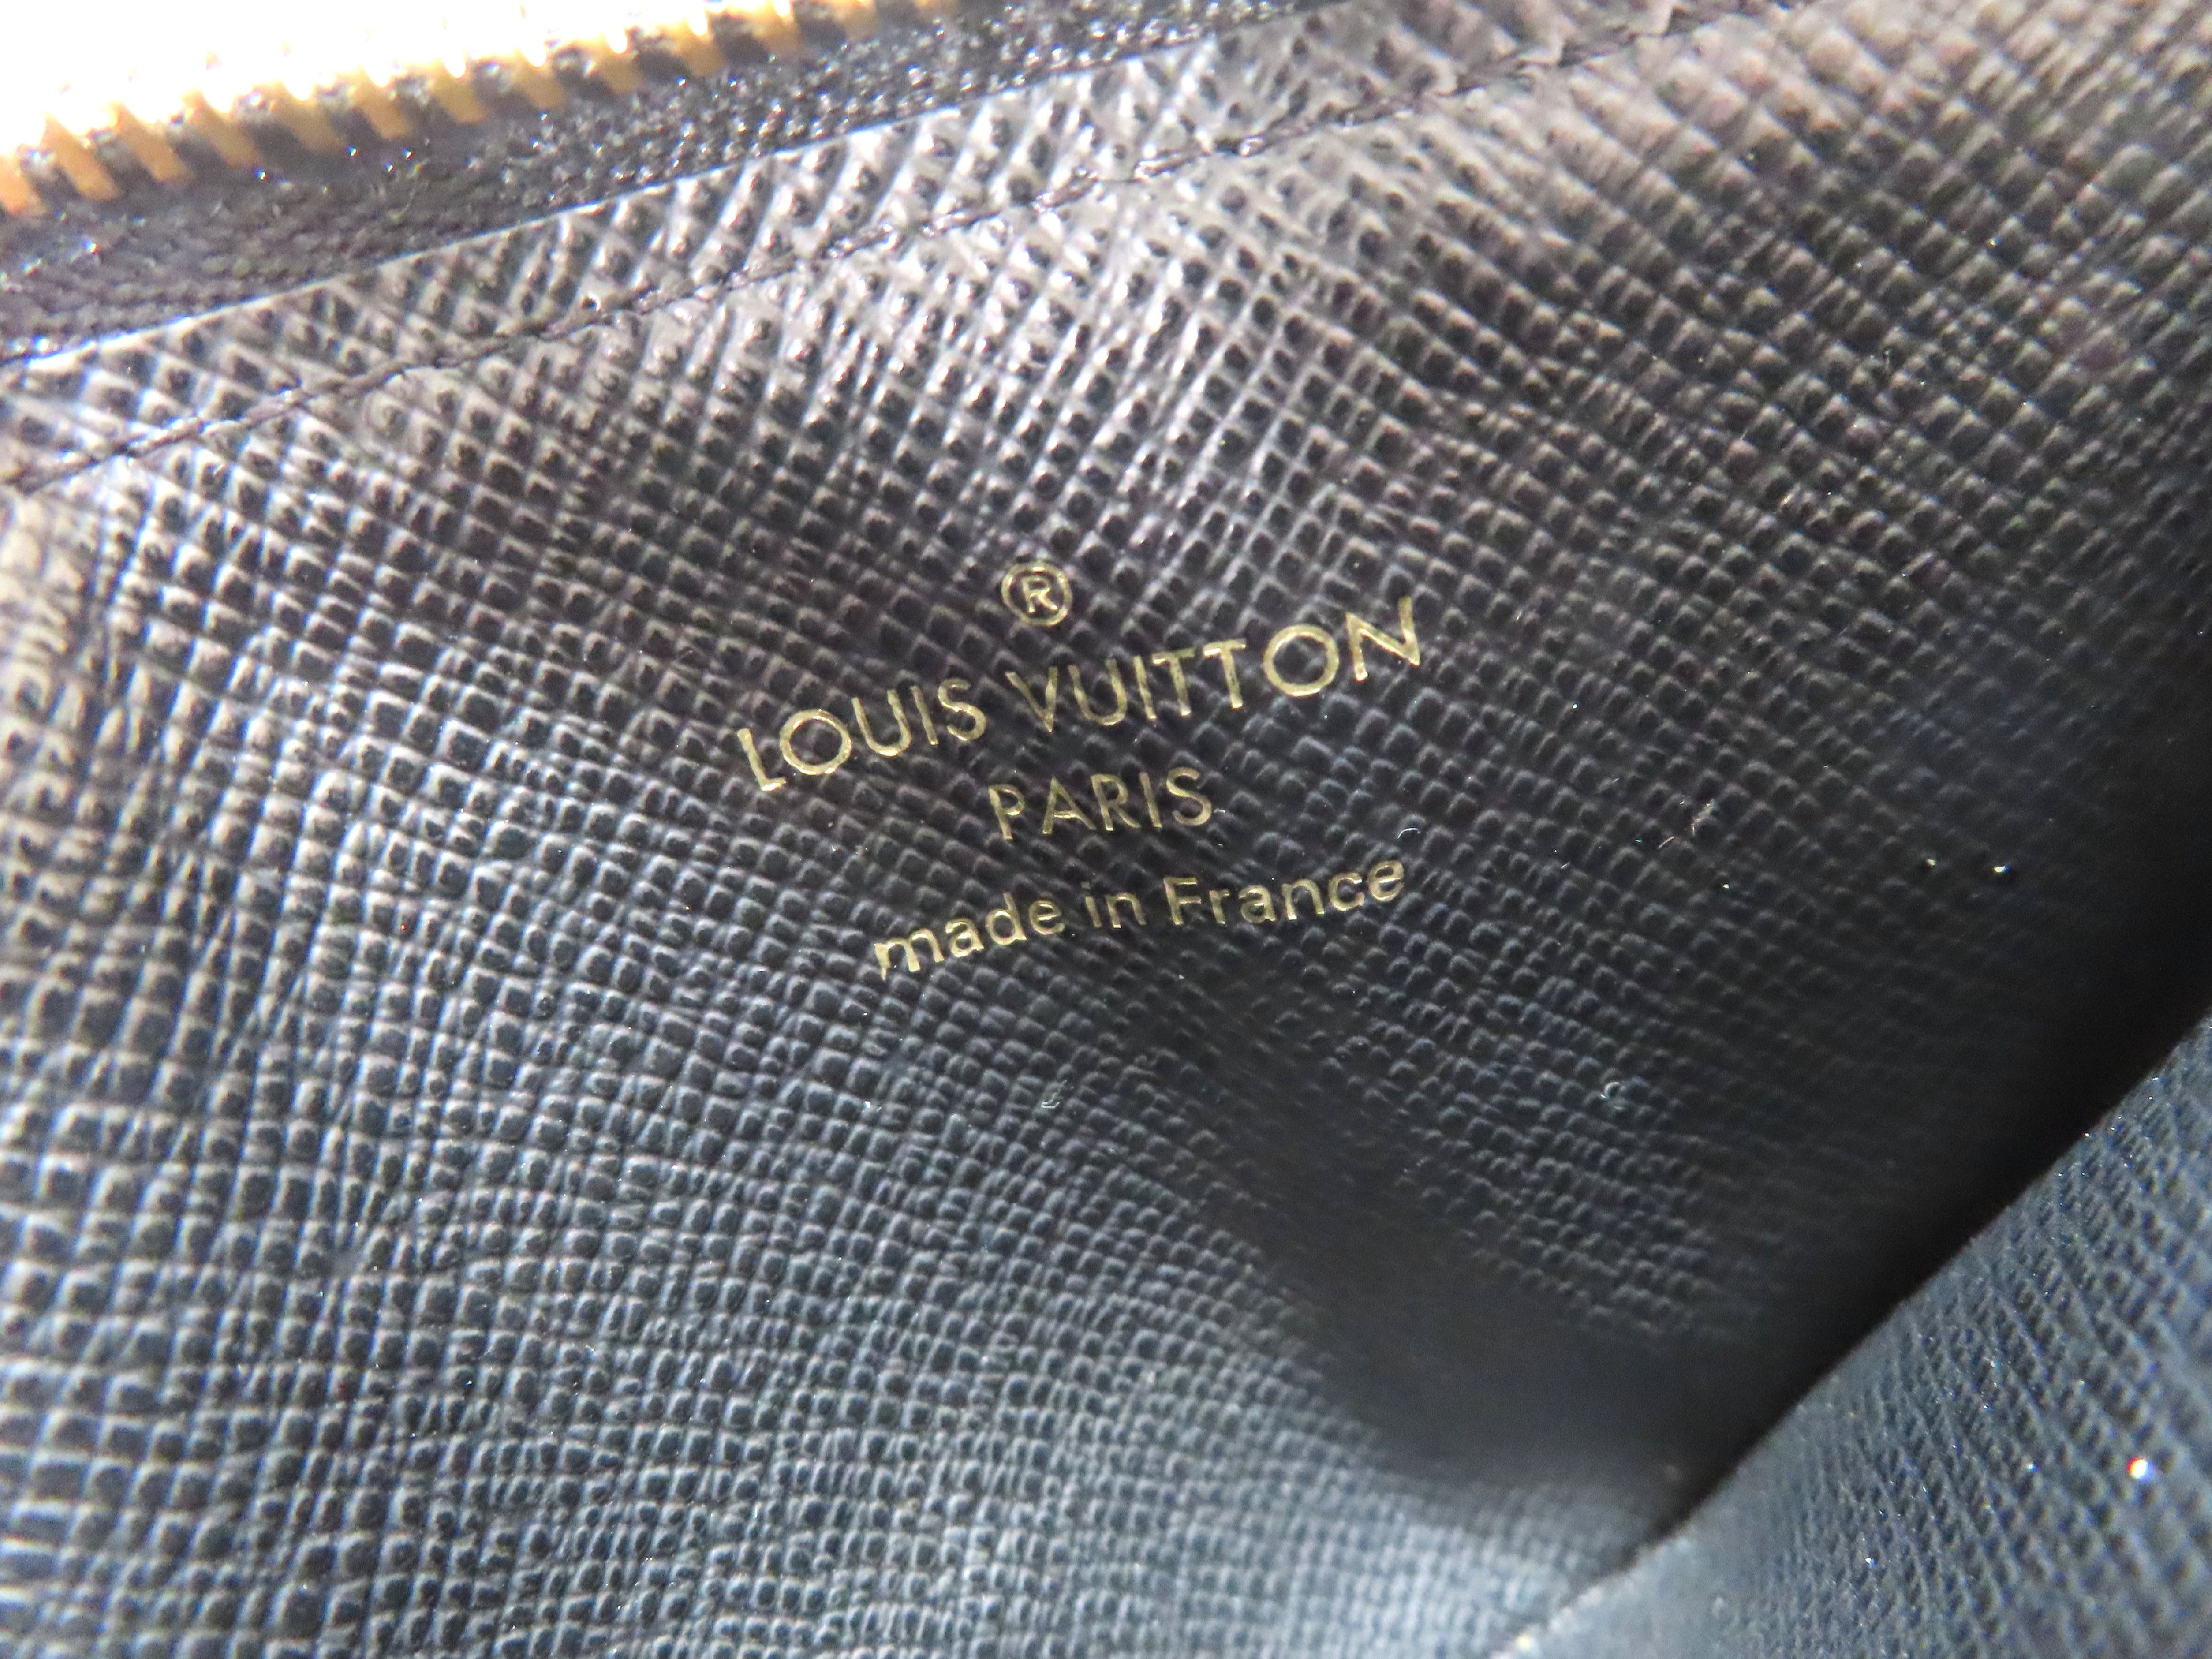 ®
LOUIS VUITTON
PARIS
made in France